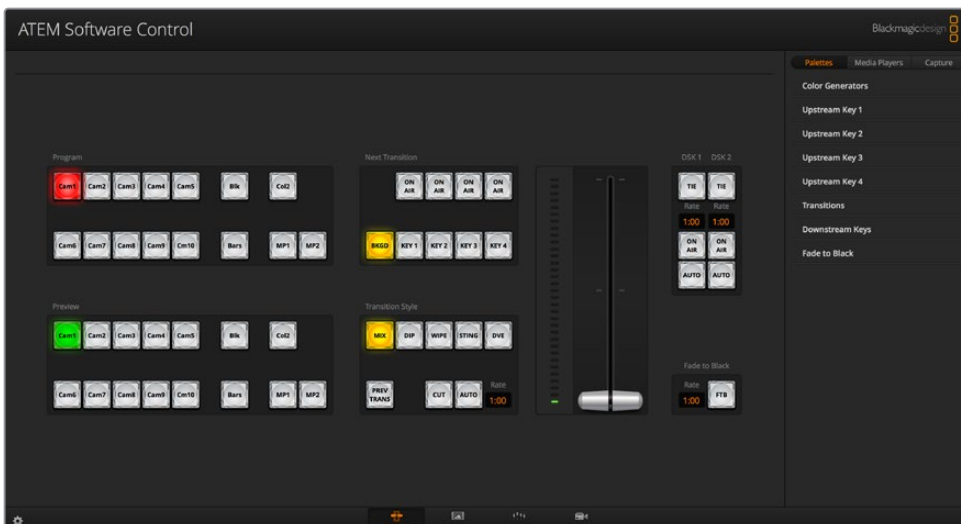 ATEM Software Control
Blackmagicdesign
Palettes Media Players Capture
Color Generators
Upstream Key 1
Upstream Key 2
Upstream Key 3
Upstream Key 4
Transitions
Downstream Keys
Fade to Black
Program
Cam1 Cam2 Cam3 Cam4 Cam5 Blk Col2
Cam6 Cam7 Cam8 Cam9 Cm10 Bars MP1 MP2
Next Transition
ON AIR ON AIR ON AIR ON AIR
BKGD KEY 1 KEY 2 KEY 3 KEY 4
DSK 1 DSK 2
TIE TIE
Rate Rate
1:00 1:00
ON AIR ON AIR
AUTO AUTO
Preview
Cam1 Cam2 Cam3 Cam4 Cam5 Blk Col2
Cam6 Cam7 Cam8 Cam9 Cm10 Bars MP1 MP2
Transition Style
MIX DIP WIPE STING DVE
PREV TRANS CUT AUTO Rate 1:00
Fade to Black
Rate
1:00 FTB